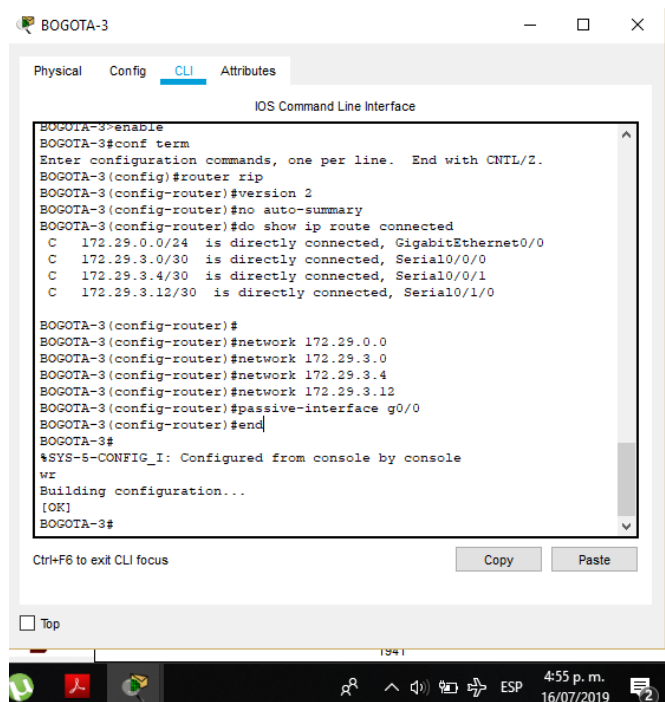 BOGOTA-3
Physical Config CLI Attributes
IOS Command Line Interface
BOGOTA-3>enable
BOGOTA-3#conf term
Enter configuration commands, one per line. End with CNTL/Z.
BOGOTA-3(config)#router rip
BOGOTA-3(config-router)#version 2
BOGOTA-3(config-router)#no auto-summary
BOGOTA-3(config-router)#do show ip route connected
C 172.29.0.0/24 is directly connected, GigabitEthernet0/0
C 172.29.3.0/30 is directly connected, Serial0/0/0
C 172.29.3.4/30 is directly connected, Serial0/0/1
C 172.29.3.12/30 is directly connected, Serial0/1/0
BOGOTA-3(config-router)#
BOGOTA-3(config-router)#network 172.29.0.0
BOGOTA-3(config-router)#network 172.29.3.0
BOGOTA-3(config-router)#network 172.29.3.4
BOGOTA-3(config-router)#network 172.29.3.12
BOGOTA-3(config-router)#passive-interface g0/0
BOGOTA-3(config-router)#end
BOGOTA-3#
%SYS-5-CONFIG_I: Configured from console by console
wr
Building configuration...
[OK]
BOGOTA-3#
Ctrl+F6 to exit CLI focus
Copy Paste
Top
1941
ESP
4:55 p. m.
16/07/2019
2